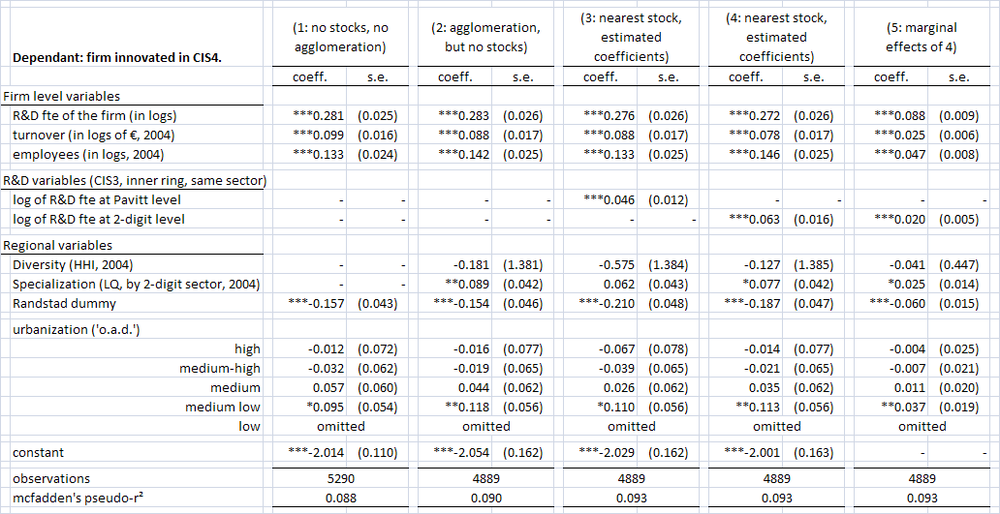 (1: no stocks, no agglomeration) (2: agglomeration, but no stocks) (3: nearest stock, estimated coefficients) (4: nearest stock, estimated coefficients) (5: marginal effects of 4)
Dependant: firm innovated in CIS4.
coeff. s.e. coeff. s.e. coeff. s.e. coeff. s.e. coeff. s.e.
Firm level variables
R&D fte of the firm (in logs) ***0.281 (0.025) ***0.283 (0.026) ***0.276 (0.026) ***0.272 (0.026) ***0.088 (0.009)
turnover (in logs of €, 2004) ***0.099 (0.016) ***0.088 (0.017) ***0.088 (0.017) ***0.078 (0.017) ***0.025 (0.006)
employees (in logs, 2004) ***0.133 (0.024) ***0.142 (0.025) ***0.133 (0.025) ***0.146 (0.025) ***0.047 (0.008)
R&D variables (CIS3, inner ring, same sector)
log of R&D fte at Pavitt level - - - - ***0.046 (0.012) - - - -
log of R&D fte at 2-digit level - - - - - - ***0.063 (0.016) ***0.020 (0.005)
Regional variables
Diversity (HHI, 2004) - - -0.181 (1.381) -0.575 (1.384) -0.127 (1.385) -0.041 (0.447)
Specialization (LQ, by 2-digit sector, 2004) - - **0.089 (0.042) 0.062 (0.043) *0.077 (0.042) *0.025 (0.014)
Randstad dummy ***-0.157 (0.043) ***-0.154 (0.046) ***-0.210 (0.048) ***-0.187 (0.047) ***-0.060 (0.015)
urbanization ('o.a.d.')
high -0.012 (0.072) -0.016 (0.077) -0.067 (0.078) -0.014 (0.077) -0.004 (0.025)
medium-high -0.032 (0.062) -0.019 (0.065) -0.039 (0.065) -0.021 (0.065) -0.007 (0.021)
medium 0.057 (0.060) 0.044 (0.062) 0.026 (0.062) 0.035 (0.062) 0.011 (0.020)
medium low *0.095 (0.054) **0.118 (0.056) *0.110 (0.056) **0.113 (0.056) **0.037 (0.019)
low omitted omitted omitted omitted omitted
constant ***-2.014 (0.110) ***-2.054 (0.162) ***-2.029 (0.162) ***-2.001 (0.163) - -
observations 5290 4889 4889 4889 4889
mcfadden's pseudo-r² 0.088 0.090 0.093 0.093 0.093